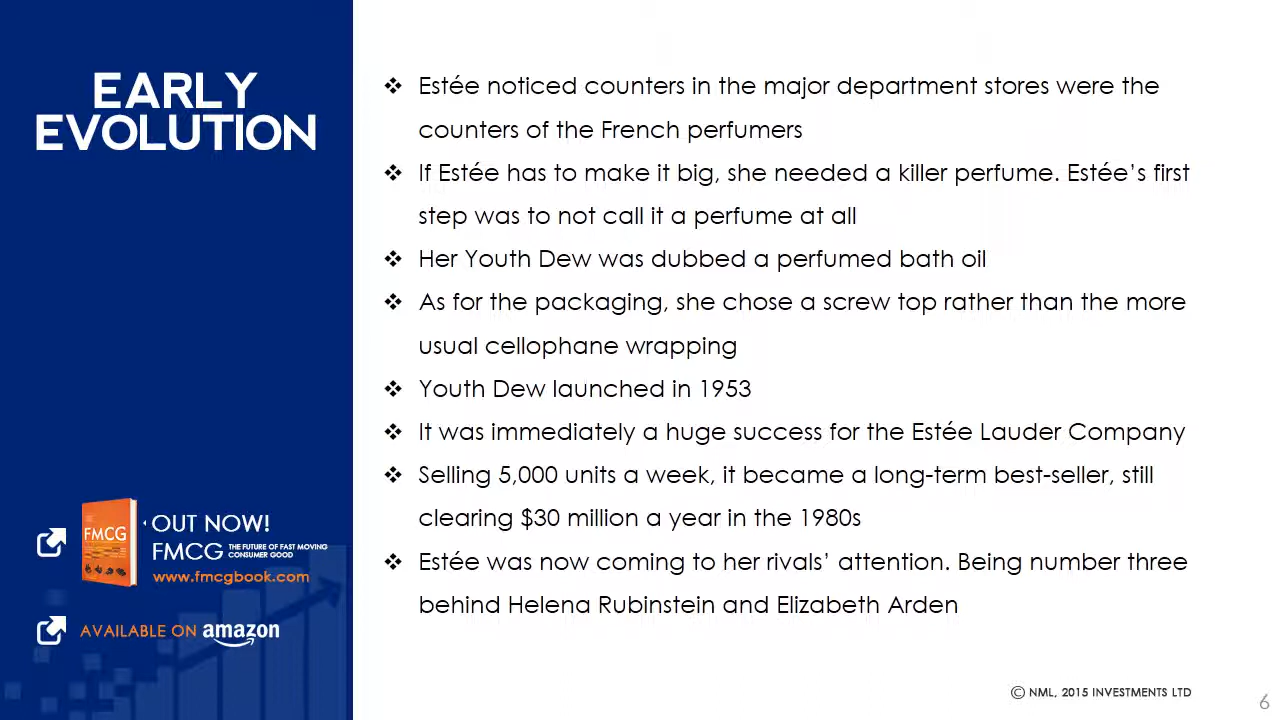 EARLY
EVOLUTION
❖ Estée noticed counters in the major department stores were the
counters of the French perfumers
❖ If Estée has to make it big, she needed a killer perfume. Estée’s first
step was to not call it a perfume at all
❖ Her Youth Dew was dubbed a perfumed bath oil
❖ As for the packaging, she chose a screw top rather than the more
usual cellophane wrapping
❖ Youth Dew launched in 1953
❖ It was immediately a huge success for the Estée Lauder Company
❖ Selling 5,000 units a week, it became a long-term best-seller, still
clearing $30 million a year in the 1980s
❖ Estée was now coming to her rivals’ attention. Being number three
behind Helena Rubinstein and Elizabeth Arden
FMCG
OUT NOW!
FMCG THE FUTURE OF FAST MOVING
CONSUMER GOOD
www.fmcgbook.com
AVAILABLE ON amazon
© NML, 2015 INVESTMENTS LTD
6